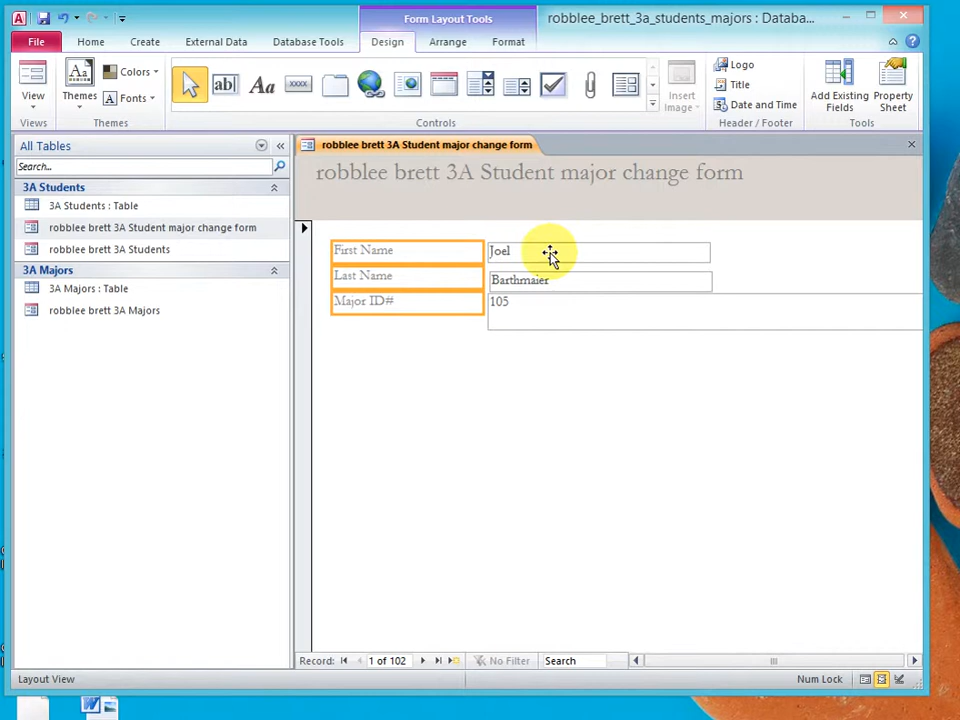 Form Layout Tools
robblee_brett_3a_students_majors : Databa...
File
Home
Create
External Data
Database Tools
Design
Arrange
Format
View
Themes
Colors
Fonts
ab|
Aa
xxxx
Insert
Image
Logo
Title
Date and Time
Add Existing
Fields
Property
Sheet
Views
Themes
Controls
Header / Footer
Tools
All Tables
Search...
3A Students
3A Students : Table
robblee brett 3A Student major change form
robblee brett 3A Students
3A Majors
3A Majors : Table
robblee brett 3A Majors
robblee brett 3A Student major change form
robblee brett 3A Student major change form
First Name
Joel
Last Name
Barthmaier
Major ID#
105
Record:
1 of 102
No Filter
Search
Layout View
Num Lock